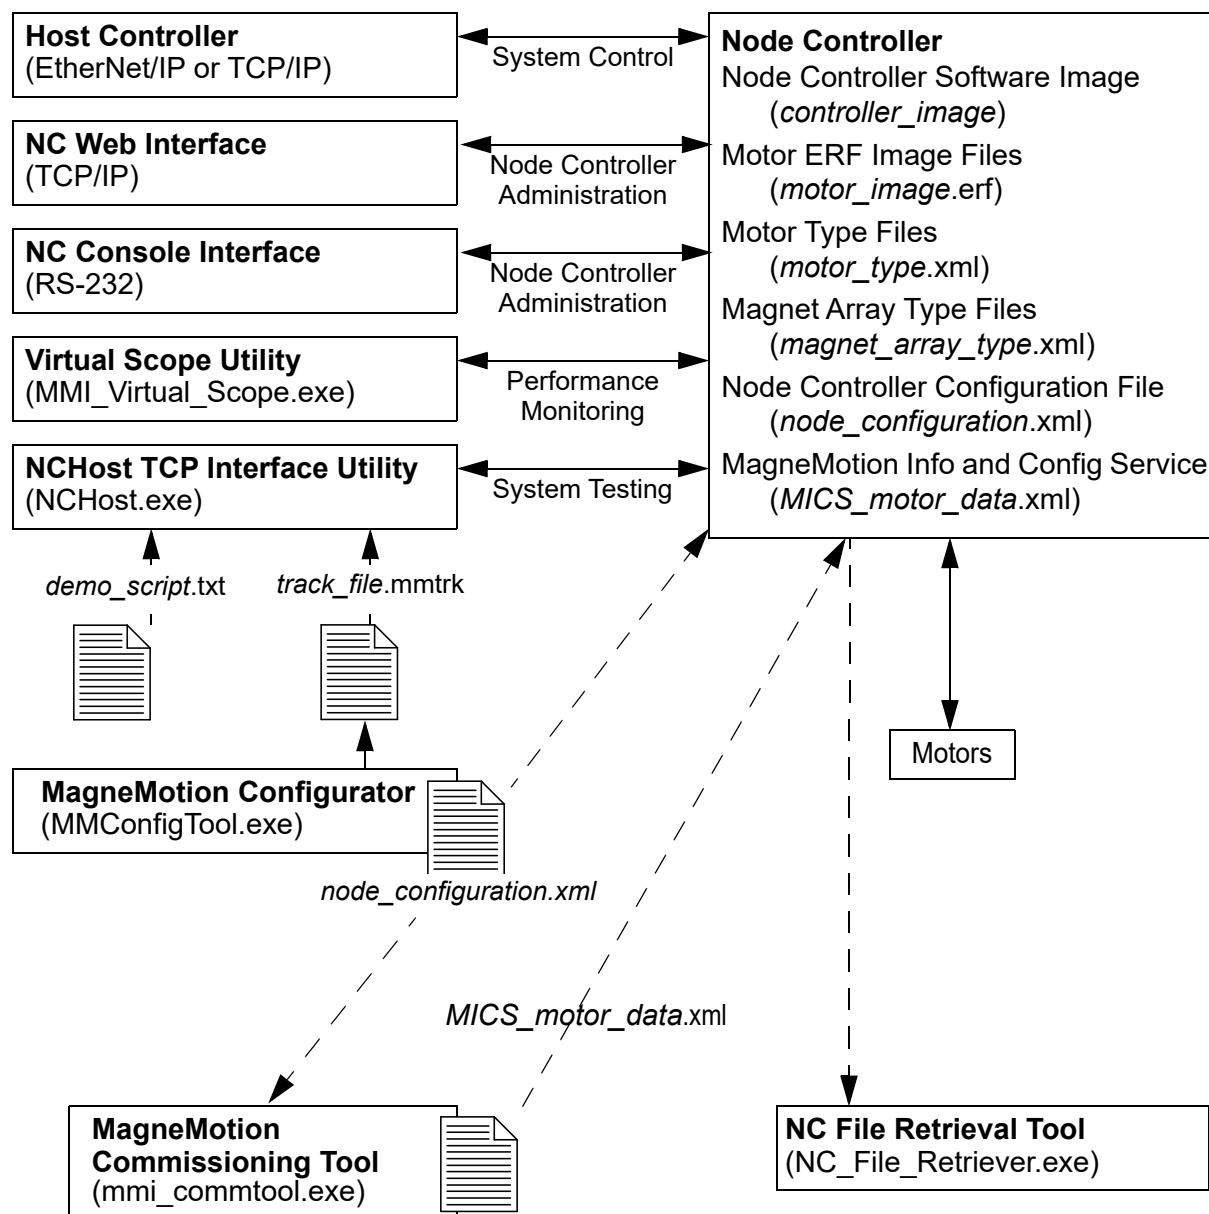 Host Controller
(EtherNet/IP or TCP/IP)
System Control
NC Web Interface
(TCP/IP)
Node Controller
Administration
NC Console Interface
(RS-232)
Node Controller
Administration
Virtual Scope Utility
(MMI_Virtual_Scope.exe)
Performance
Monitoring
NCHost TCP Interface Utility
(NCHost.exe)
System Testing
Node Controller
Node Controller Software Image
(controller_image)
Motor ERF Image Files
(motor_image.erf)
Motor Type Files
(motor_type.xml)
Magnet Array Type Files
(magnet_array_type.xml)
Node Controller Configuration File
(node_configuration.xml)
MagneMotion Info and Config Service
(MICS_motor_data.xml)
demo_script.txt
track_file.mmtrk
Motors
MagneMotion Configurator
(MMConfigTool.exe)
node_configuration.xml
MICS_motor_data.xml
MagneMotion
Commissioning Tool
(mmi_commtool.exe)
NC File Retrieval Tool
(NC_File_Retriever.exe)